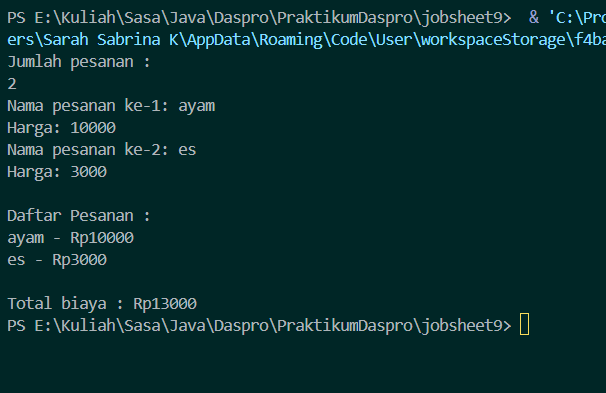 PS E:\Kuliah\Sasa\Java\Daspro\PraktikumDaspro\jobsheet9>  & 'C:\Pro
ers\Sarah Sabrina K\AppData\Roaming\Code\User\workspaceStorage\f4ba
Jumlah pesanan :
2
Nama pesanan ke-1: ayam
Harga: 10000
Nama pesanan ke-2: es
Harga: 3000

Daftar Pesanan :
ayam - Rp10000
es - Rp3000

Total biaya : Rp13000
PS E:\Kuliah\Sasa\Java\Daspro\PraktikumDaspro\jobsheet9>